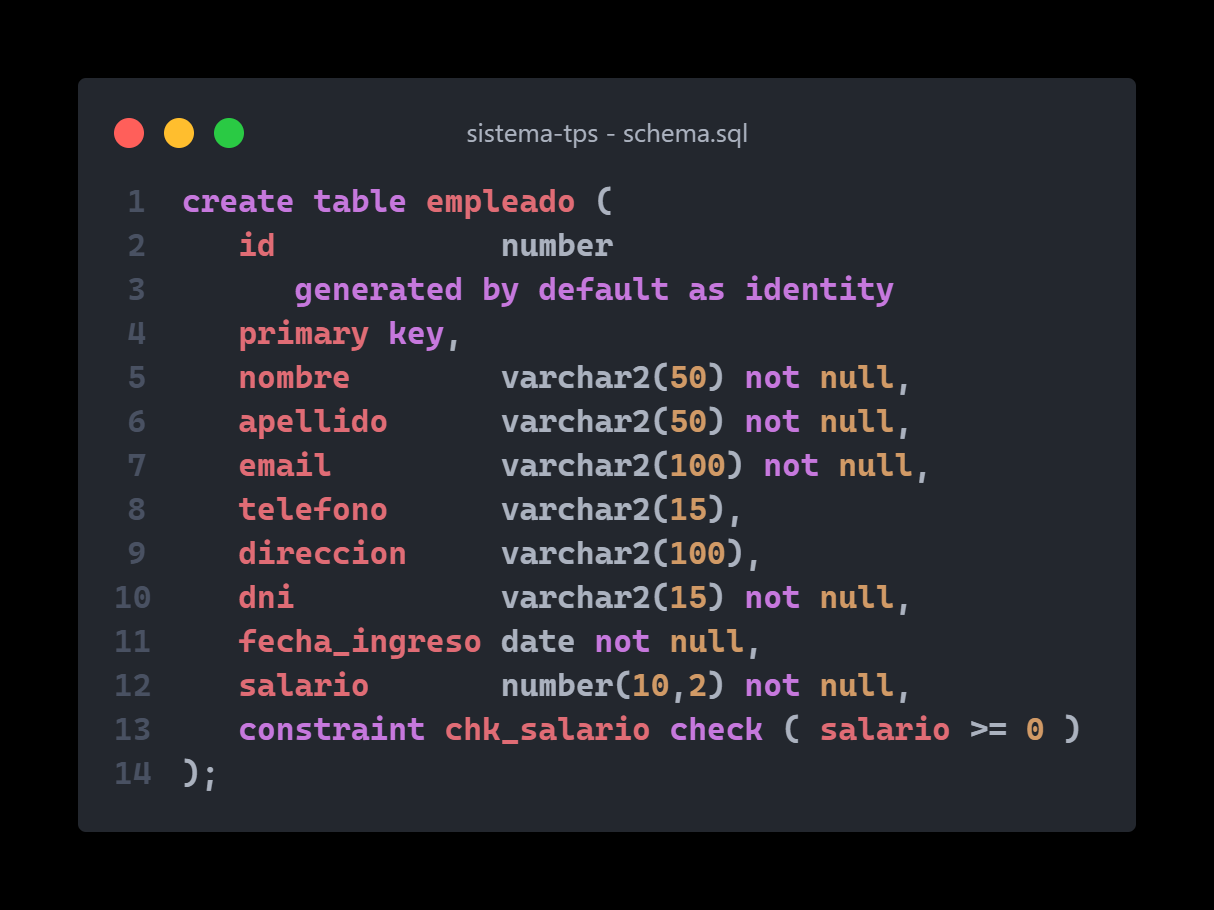 sistema-tps - schema.sql
1 create table empleado (
2    id            number
3       generated by default as identity
4    primary key,
5    nombre        varchar2(50) not null,
6    apellido      varchar2(50) not null,
7    email         varchar2(100) not null,
8    telefono      varchar2(15),
9    direccion     varchar2(100),
10    dni           varchar2(15) not null,
11    fecha_ingreso date not null,
12    salario       number(10,2) not null,
13    constraint chk_salario check ( salario >= 0 )
14 );